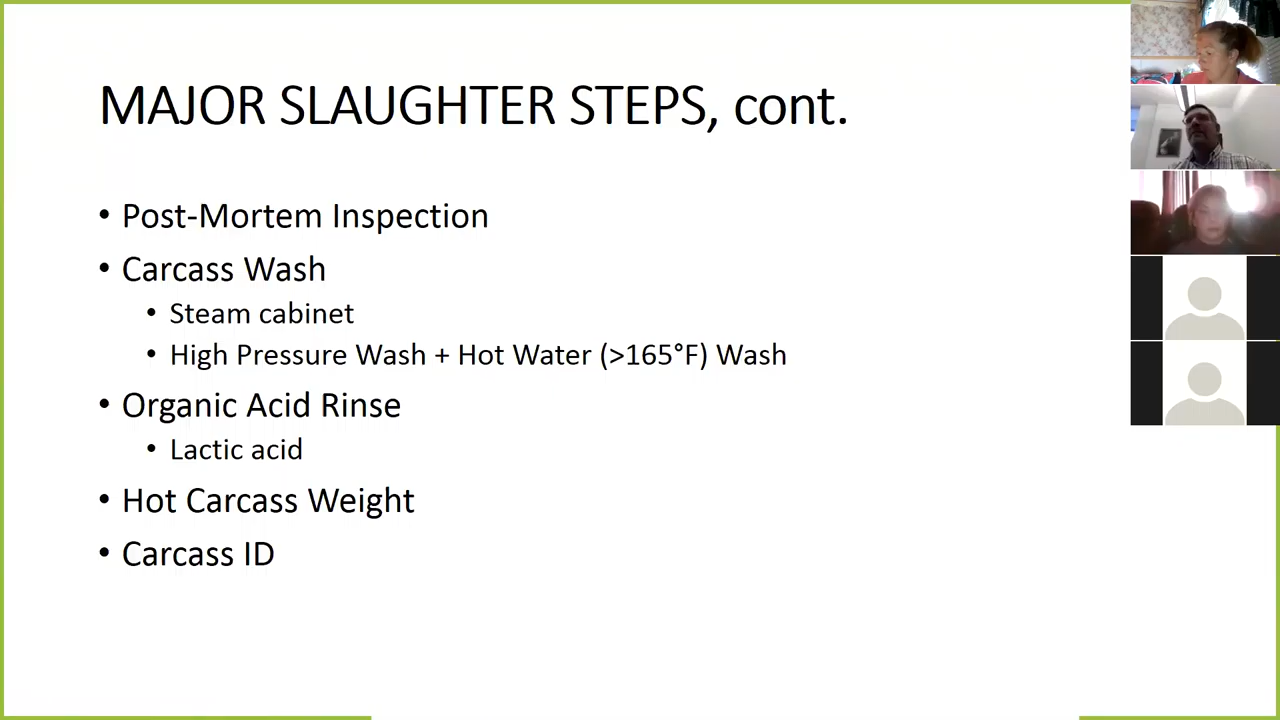 MAJOR SLAUGHTER STEPS, cont.
• Post-Mortem Inspection
• Carcass Wash
• Steam cabinet
• High Pressure Wash + Hot Water (>165°F) Wash
• Organic Acid Rinse
• Lactic acid
• Hot Carcass Weight
• Carcass ID